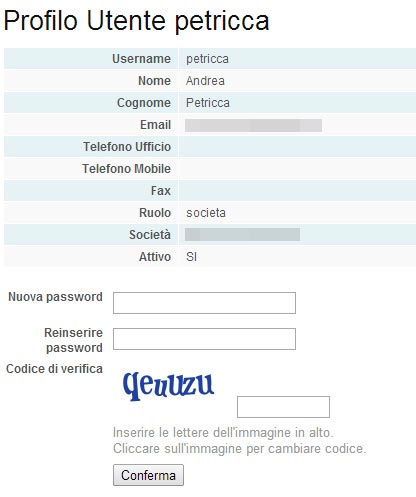 Profilo Utente petricca
Username petricca
Nome Andrea
Cognome Petricca
Email
Telefono Ufficio
Telefono Mobile
Fax
Ruolo societa
Società
Attivo SI
Nuova password
Reinserire
password
Codice di verifica
qeuuzu
Inserire le lettere dell'immagine in alto.
Cliccare sull'immagine per cambiare codice.
Conferma